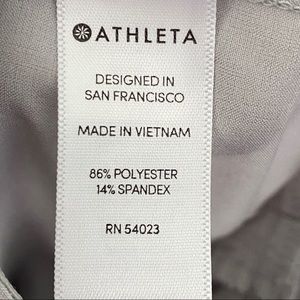 ATHLETA
DESIGNED IN
SAN FRANCISCO
MADE IN VIETNAM
86% POLYESTER
14% SPANDEX
RN 54023